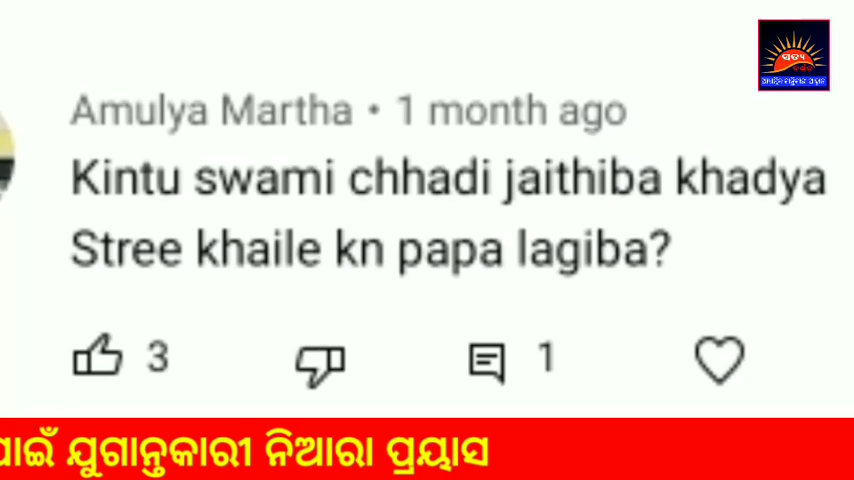 ସତ୍ୟ
Amulya Martha • 1 month ago
Kintu swami chhadi jaithiba khadya
Stree khaile kn papa lagiba?
3
1
ପାଇଁ ଯୁଗାନ୍ତକାରୀ ନିଆରା ପ୍ରୟାସ